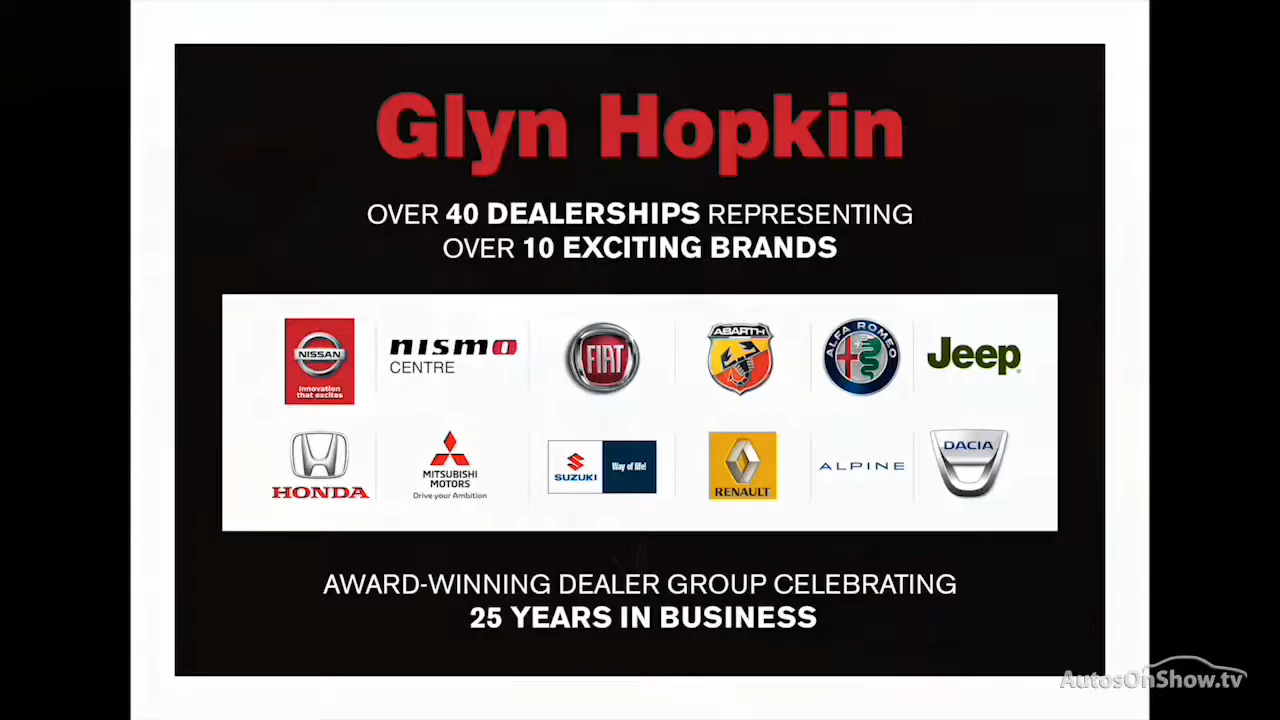 Glyn Hopkin
OVER 40 DEALERSHIPS REPRESENTING
OVER 10 EXCITING BRANDS
NISSAN
Innovation
that excites
nismo
CENTRE
FIAT
ABARTH
ALFA ROMEO
Jeep
HONDA
MITSUBISHI
MOTORS
Drive your Ambition
SUZUKI
Way of life!
RENAULT
ALPINE
DACIA
AWARD-WINNING DEALER GROUP CELEBRATING
25 YEARS IN BUSINESS
AutosOnShow.tv